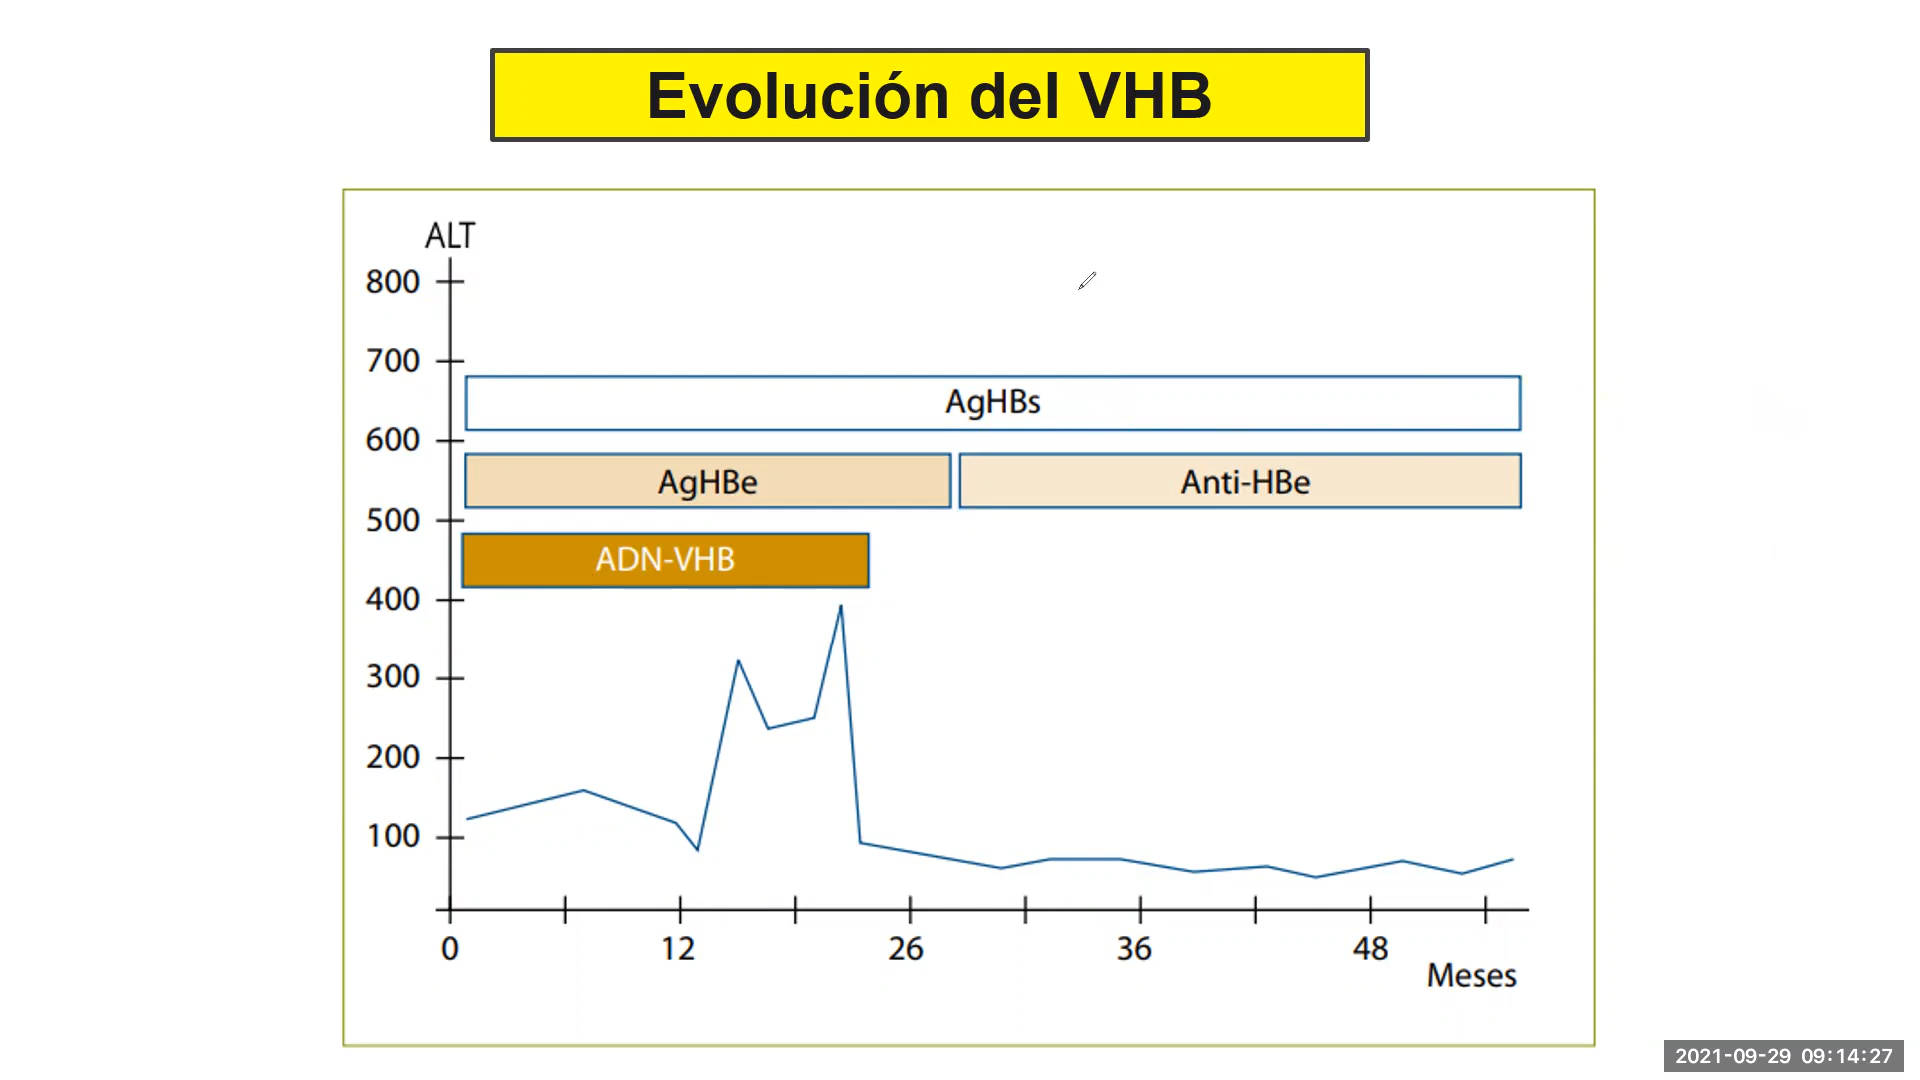 Evolución del VHB
ALT
800
700
AgHBs
600
AgHBe
Anti-HBe
500
ADN-VHB
400
300
200
100
0 12 26 36 48
Meses
2021-09-29 09:14:27